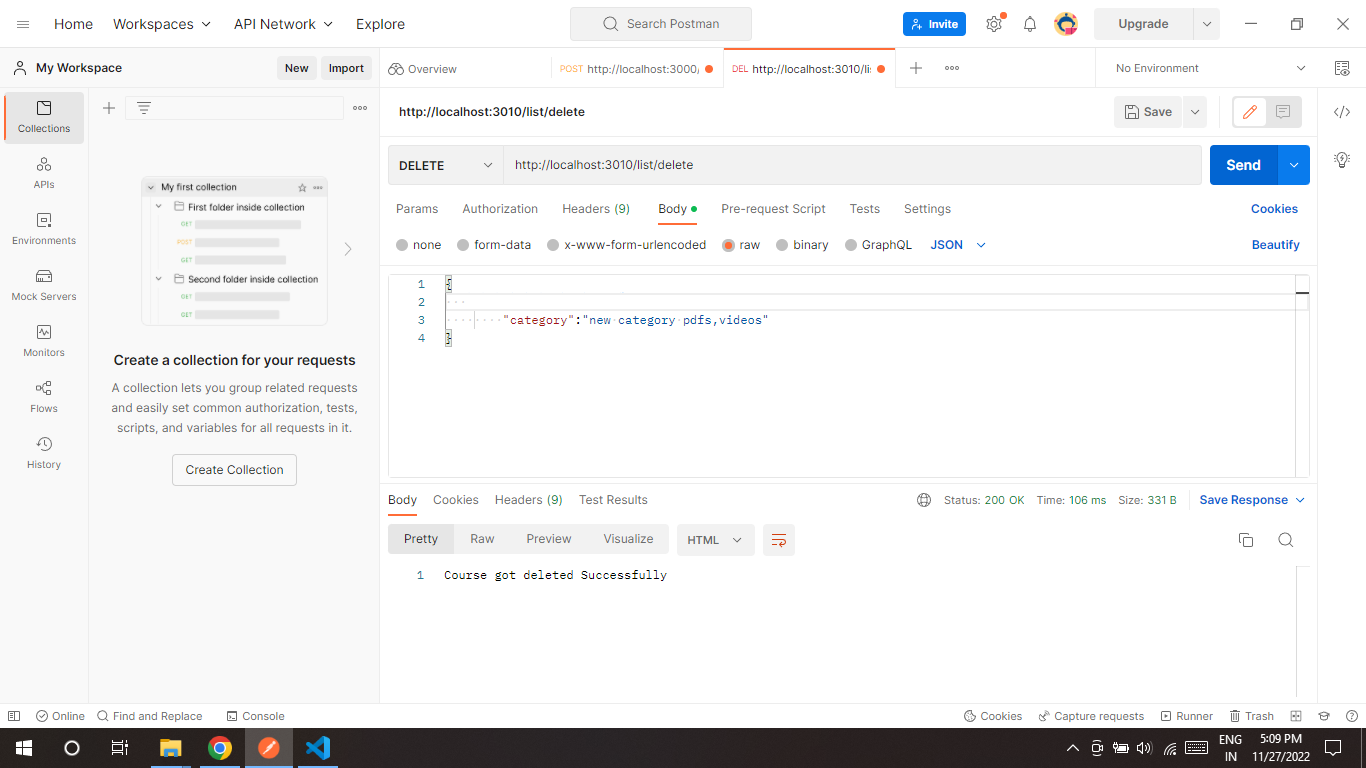 Home Workspaces API Network Explore Search Postman Invite Upgrade
My Workspace New Import
Overview POST http://localhost:3000/ DEL http://localhost:3010/li No Environment
Collections
APIs
Environments
Mock Servers
Monitors
Flows
History
My first collection
First folder inside collection
GET
POST
GET
Second folder inside collection
GET
GET
Create a collection for your requests
A collection lets you group related requests
and easily set common authorization, tests,
scripts, and variables for all requests in it.
Create Collection
http://localhost:3010/list/delete Save
DELETE http://localhost:3010/list/delete Send
Params Authorization Headers (9) Body Pre-request Script Tests Settings Cookies
none form-data x-www-form-urlencoded raw binary GraphQL JSON Beautify
1 {
2
3 "category":"new category pdfs,videos"
4 }
Body Cookies Headers (9) Test Results Status: 200 OK Time: 106 ms Size: 331 B Save Response
Pretty Raw Preview Visualize HTML
1 Course got deleted Successfully
Online Find and Replace Console Cookies Capture requests Runner Trash
ENG
IN
5:09 PM
11/27/2022